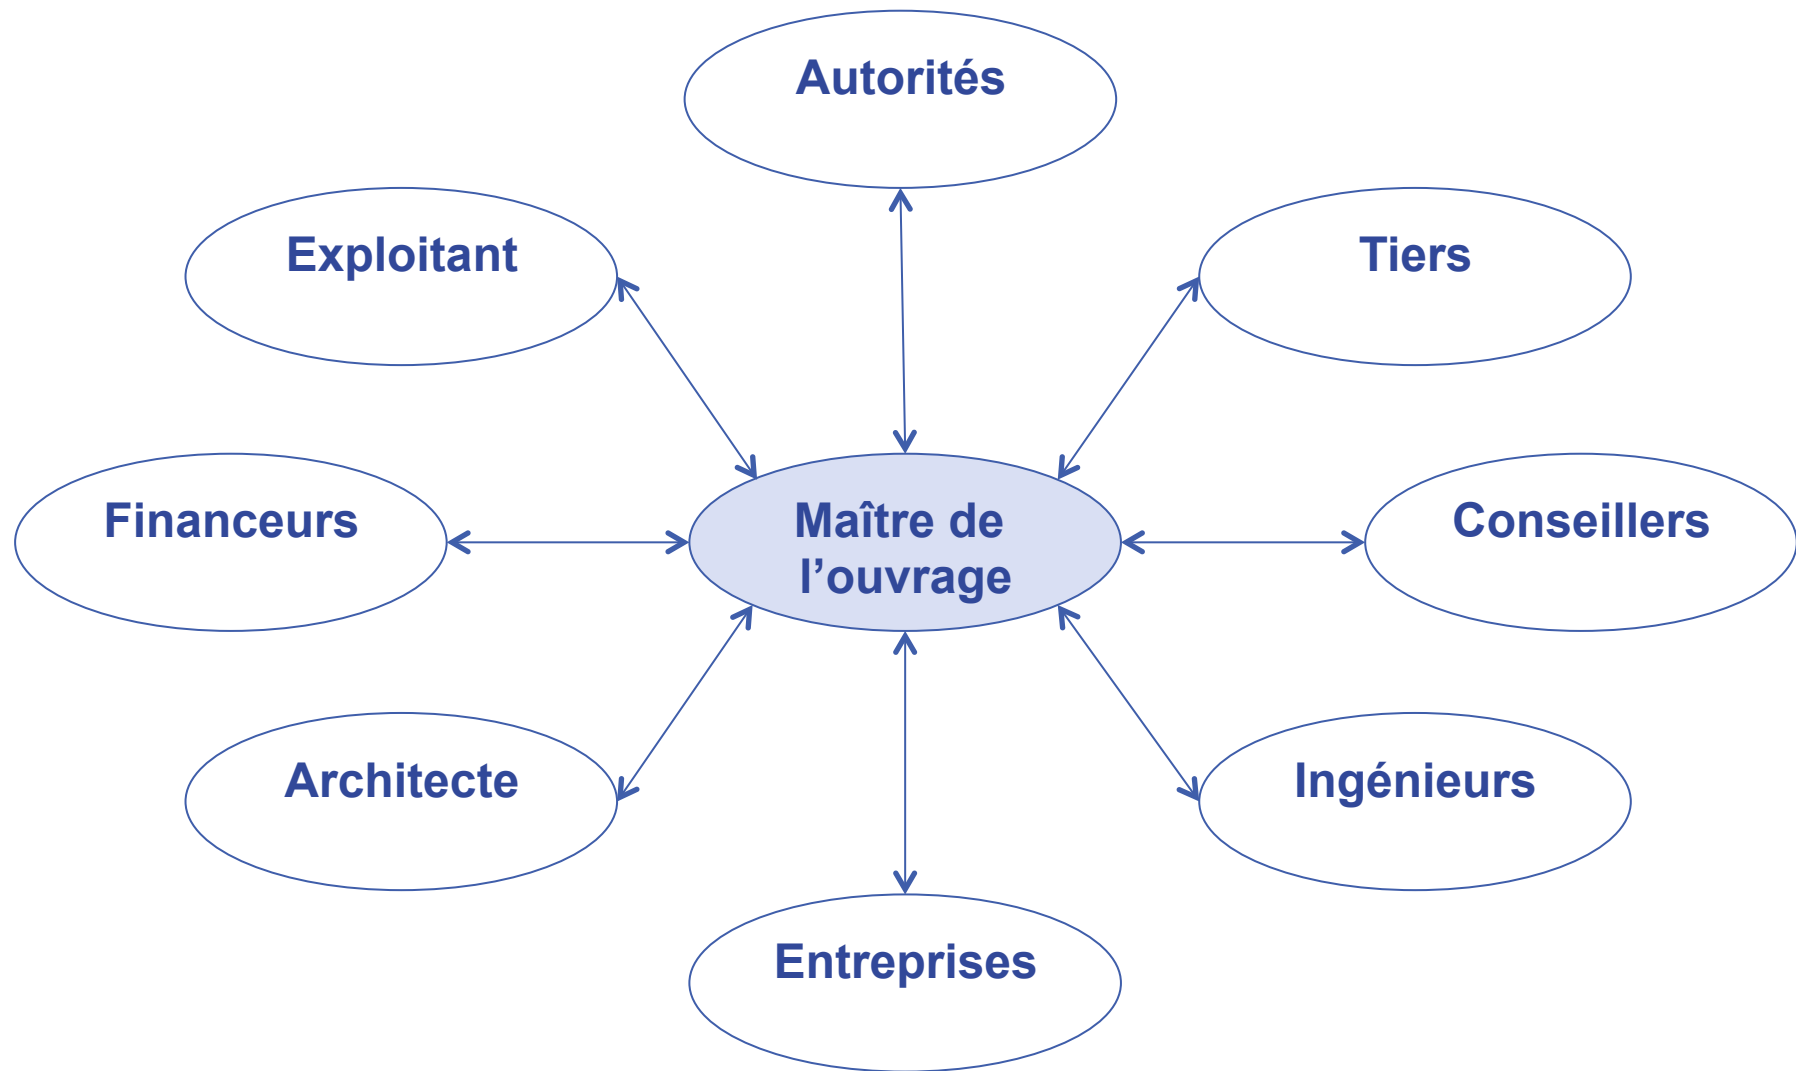 Autorités
Exploitant
Tiers
Financeurs
Maître de
l’ouvrage
Conseillers
Architecte
Ingénieurs
Entreprises